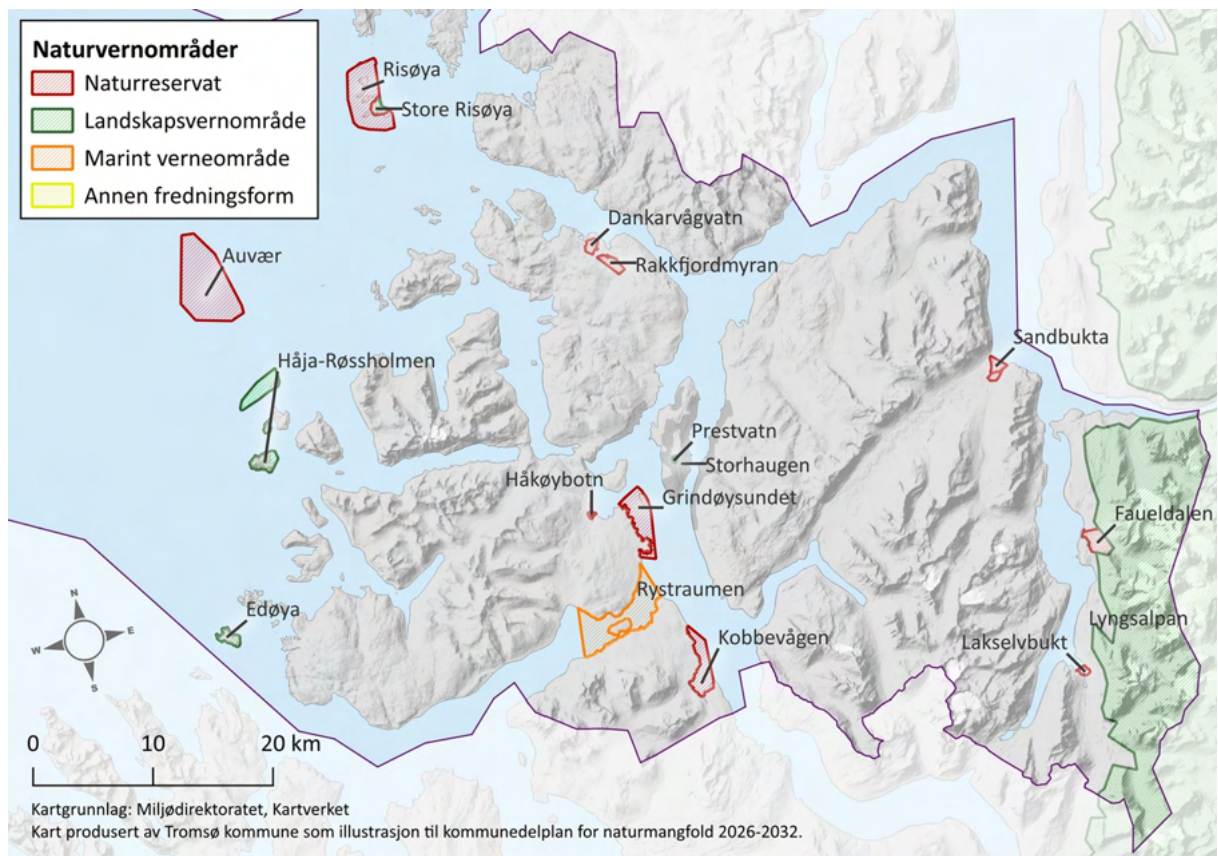 Naturvernområder
Naturreservat
Landskapsvernområde
Marint verneområde
Annen fredningsform
Risøya
Store Risøya
Dankarvågvatn
Rakkfjordmyran
Auvær
Håja-Røssholmen
Sandbukta
Prestvatn
Storhaugen
Håkøybotn
Grindøysundet
Faueldalen
Rystraumen
Edøya
Lyngsalpan
Kobbevågen
Lakselvbukt
N
W
E
S
0 10 20 km
Kartgrunnlag: Miljødirektoratet, Kartverket
Kart produsert av Tromsø kommune som illustrasjon til kommunedelplan for naturmangfold 2026-2032.